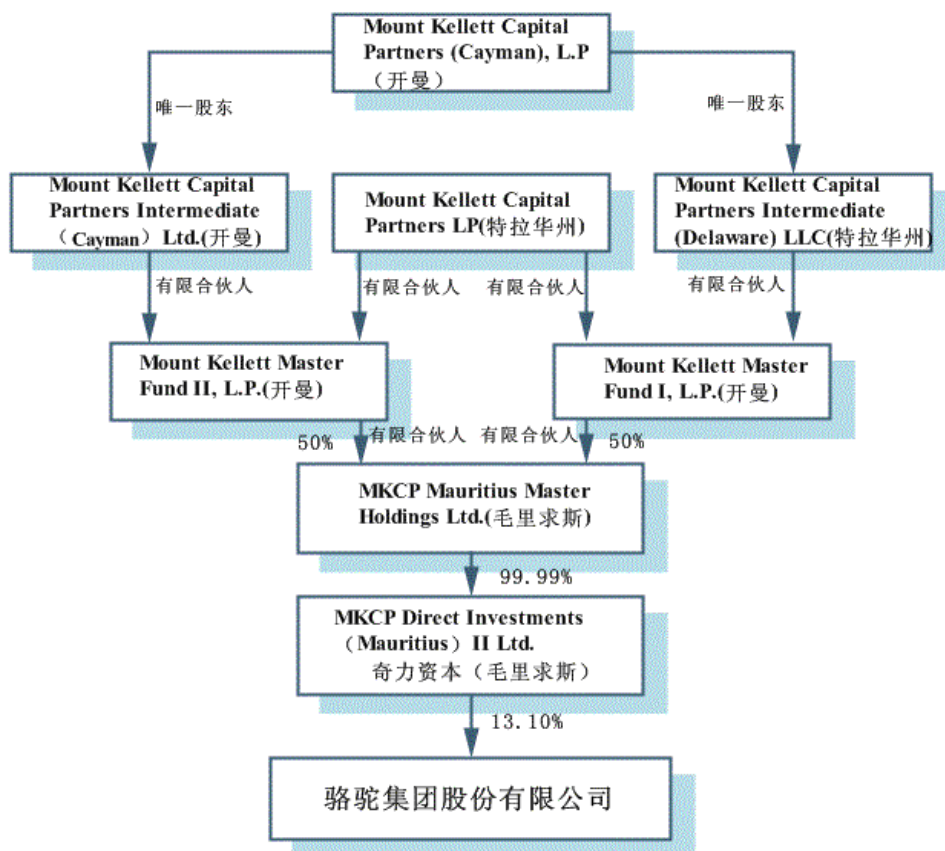 Mount Kellett Capital
Partners (Cayman), L.P
（开曼）
唯一股东
唯一股东
Mount Kellett Capital
Partners Intermediate
（Cayman）Ltd.(开曼)
Mount Kellett Capital
Partners LP(特拉华州)
Mount Kellett Capital
Partners Intermediate
(Delaware) LLC(特拉华州)
有限合伙人
有限合伙人
有限合伙人
有限合伙人
Mount Kellett Master
Fund II, L.P.(开曼)
Mount Kellett Master
Fund I, L.P.(开曼)
50%
有限合伙人
有限合伙人
50%
MKCP Mauritius Master
Holdings Ltd.(毛里求斯)
99.99%
MKCP Direct Investments
（Mauritius）II Ltd.
奇力资本（毛里求斯）
13.10%
骆驼集团股份有限公司